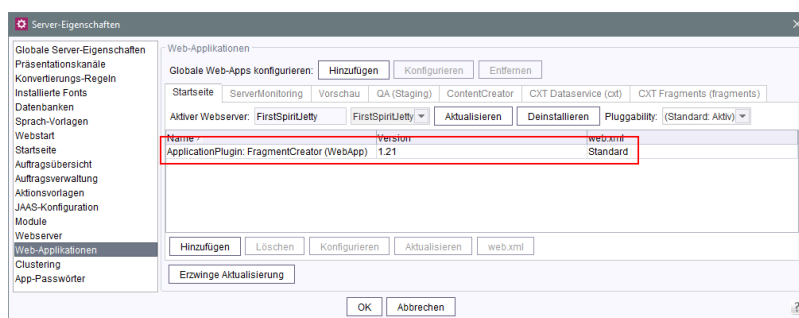 Server-Eigenschaften
Globale Server-Eigenschaften
Präsentationskanäle
Konvertierungs-Regeln
Installierte Fonts
Datenbanken
Sprach-Vorlagen
Webstart
Startseite
Auftragsübersicht
Auftragsverwaltung
Aktionsvorlagen
JAAS-Konfiguration
Module
Webserver
Web-Applikationen
Clustering
App-Passwörter
Web-Applikationen
Globale Web-Apps konfigurieren: Hinzufügen Konfigurieren Entfernen
Startseite ServerMonitoring Vorschau QA (Staging) ContentCreator CXT Dataservice (cxt) CXT Fragments (fragments)
Aktiver Webserver: FirstSpiritJetty FirstSpiritJetty Aktualisieren Deinstallieren Pluggability: (Standard: Aktiv)
Name Version web.xml
ApplicationPlugin: FragmentCreator (WebApp) 1.21 Standard
Hinzufügen Löschen Konfigurieren Aktualisieren web.xml
Erzwinge Aktualisierung
OK Abbrechen